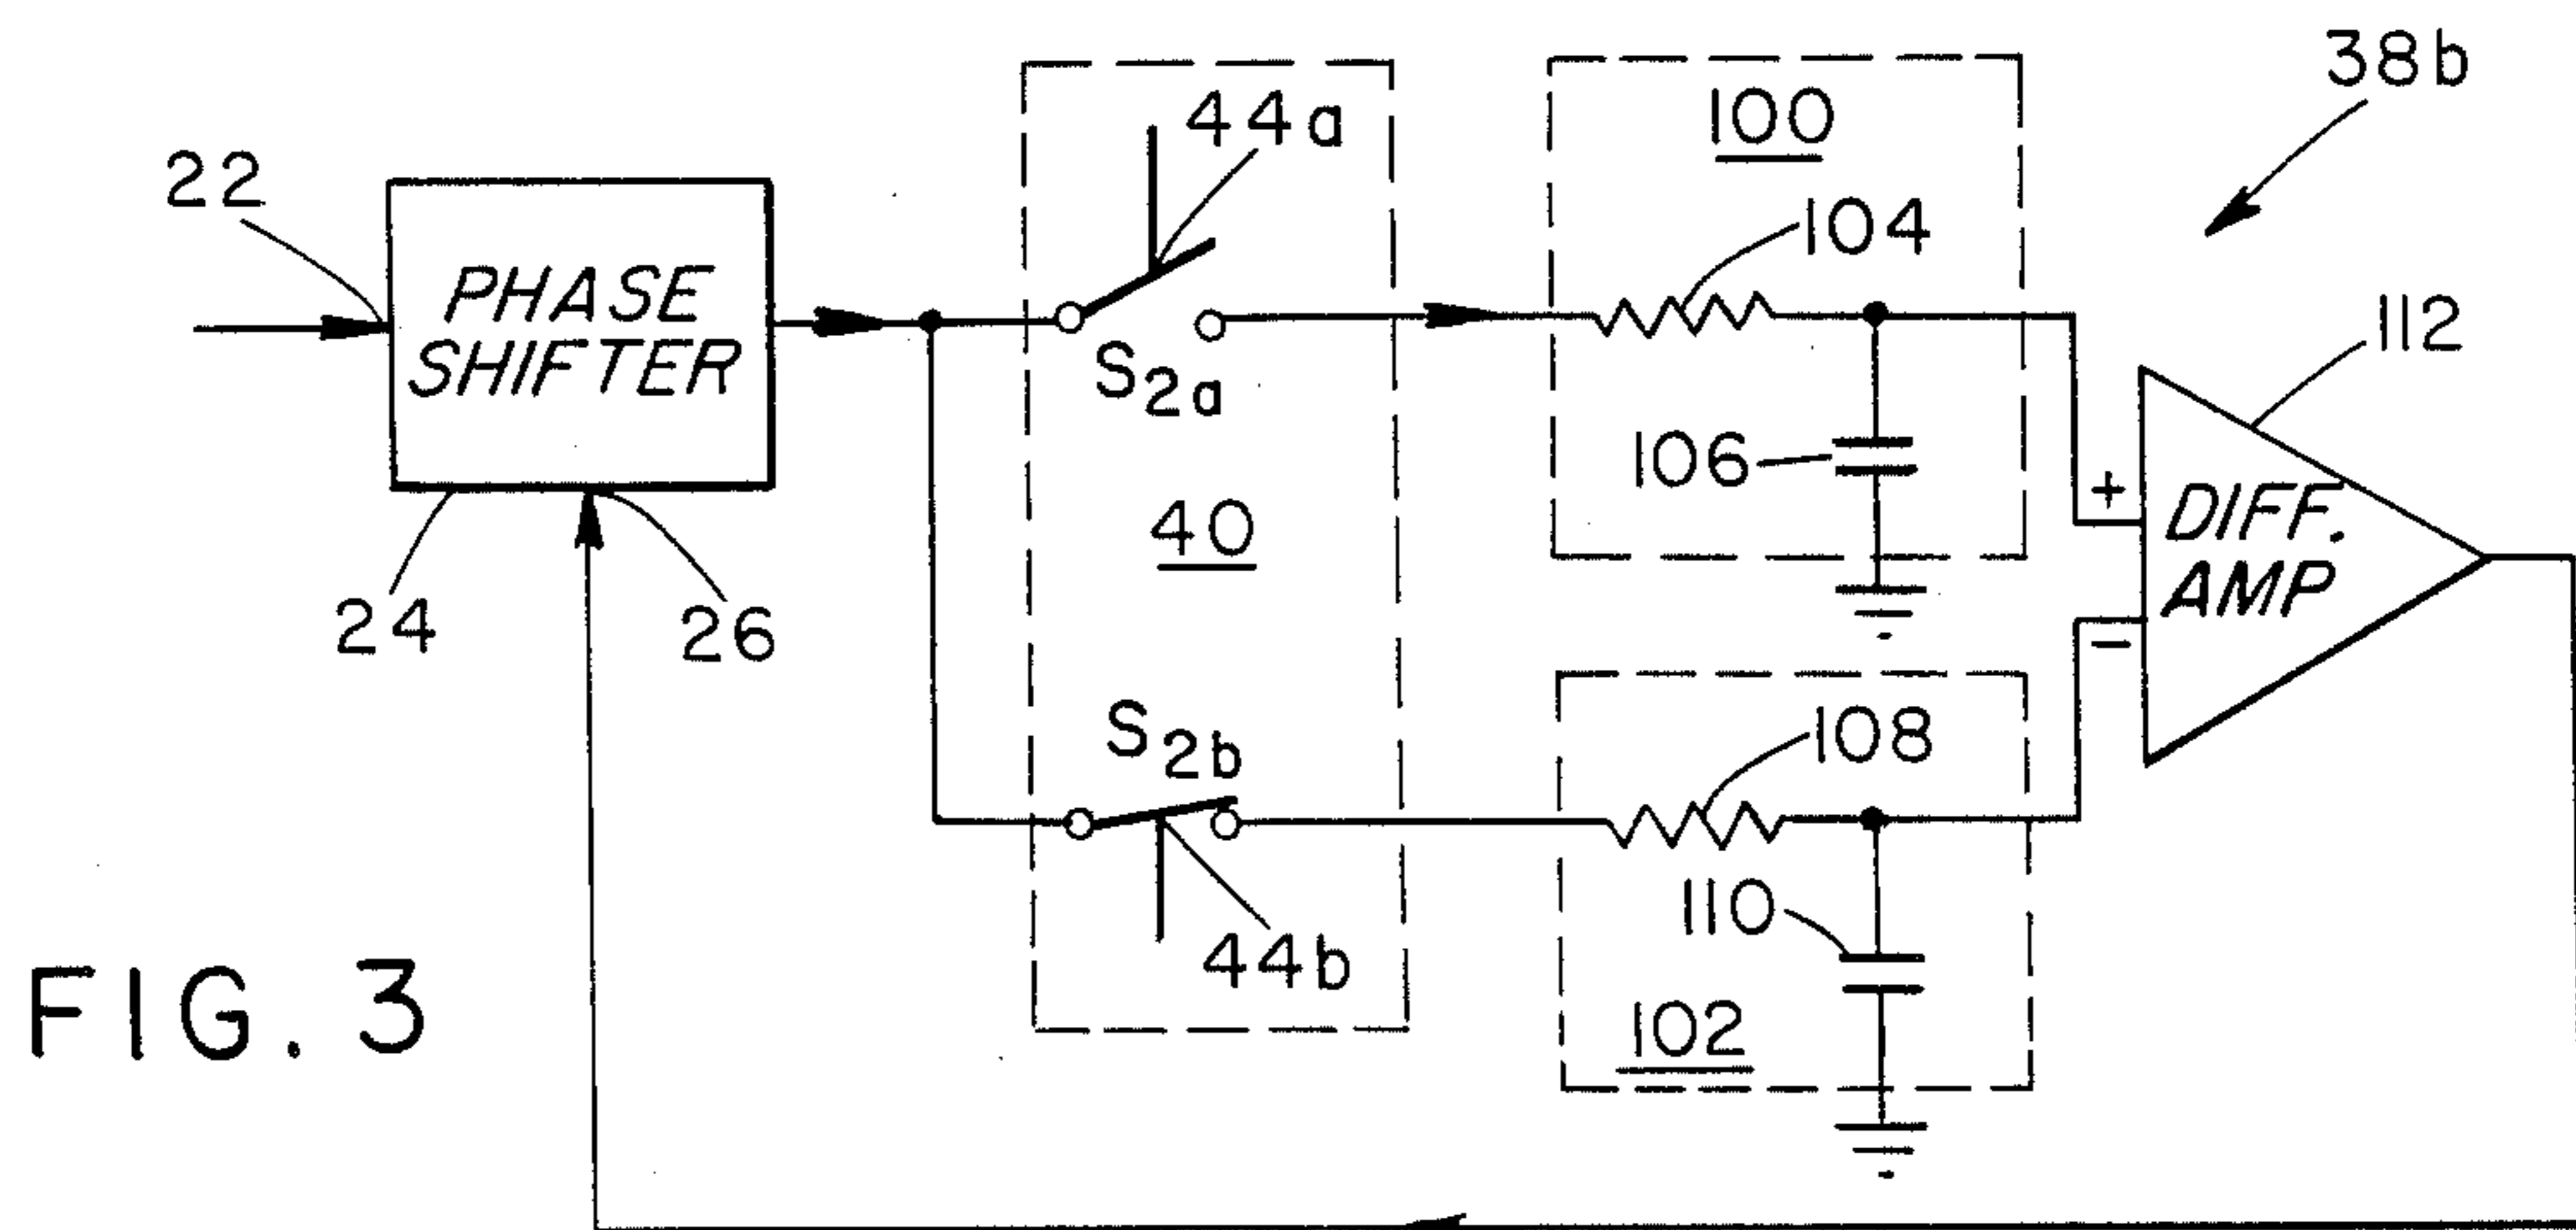 38b
44a
100
22
104
PHASE
SHIFTER
112
S2a
106
+
DIFF.
AMP
40
24
26
−
S2b
108
110
44b
FIG. 3
102